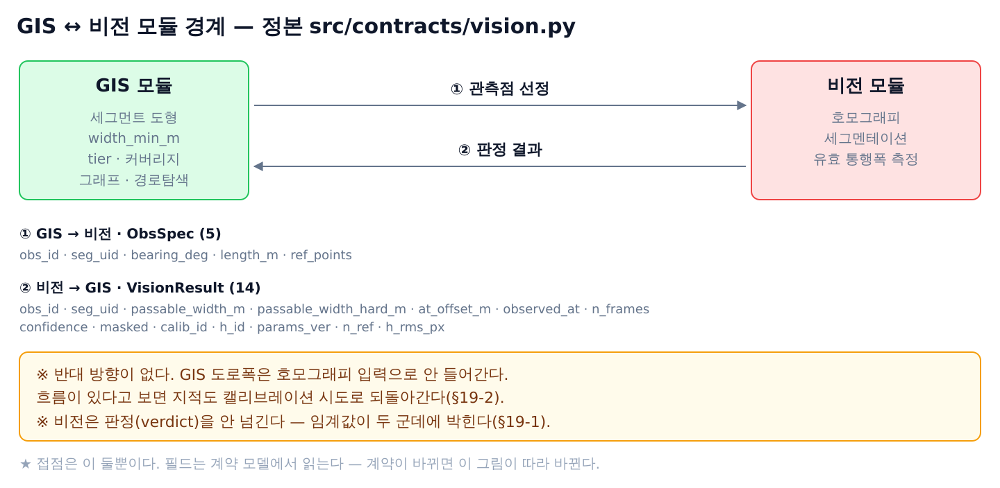 GIS ↔ 비전 모듈 경계 — 정본 src/contracts/vision.py
GIS 모듈
세그먼트 도형
width_min_m
tier · 커버리지
그래프 · 경로탐색
① 관측점 선정
② 판정 결과
비전 모듈
호모그래피
세그멘테이션
유효 통행폭 측정
① GIS → 비전 · ObsSpec (5)
obs_id · seg_uid · bearing_deg · length_m · ref_points
② 비전 → GIS · VisionResult (14)
obs_id · seg_uid · passable_width_m · passable_width_hard_m · at_offset_m · observed_at · n_frames
confidence · masked · calib_id · h_id · params_ver · n_ref · h_rms_px
※ 반대 방향이 없다. GIS 도로폭은 호모그래피 입력으로 안 들어간다.
흐름이 있다고 보면 지적도 캘리브레이션 시도로 되돌아간다(§19-2).
※ 비전은 판정(verdict)을 안 넘긴다 — 임계값이 두 군데에 박힌다(§19-1).
★ 접점은 이 둘뿐이다. 필드는 계약 모델에서 읽는다 — 계약이 바뀌면 이 그림이 따라 바뀐다.